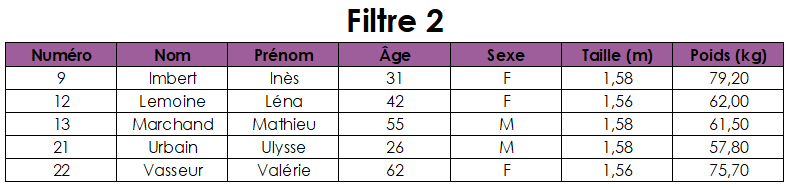 Filtre 2
Numéro Nom Prénom Âge Sexe Taille (m) Poids (kg)
9 Imbert Inès 31 F 1,58 79,20
12 Lemoine Léna 42 F 1,56 62,00
13 Marchand Mathieu 55 M 1,58 61,50
21 Urbain Ulysse 26 M 1,58 57,80
22 Vasseur Valérie 62 F 1,56 75,70